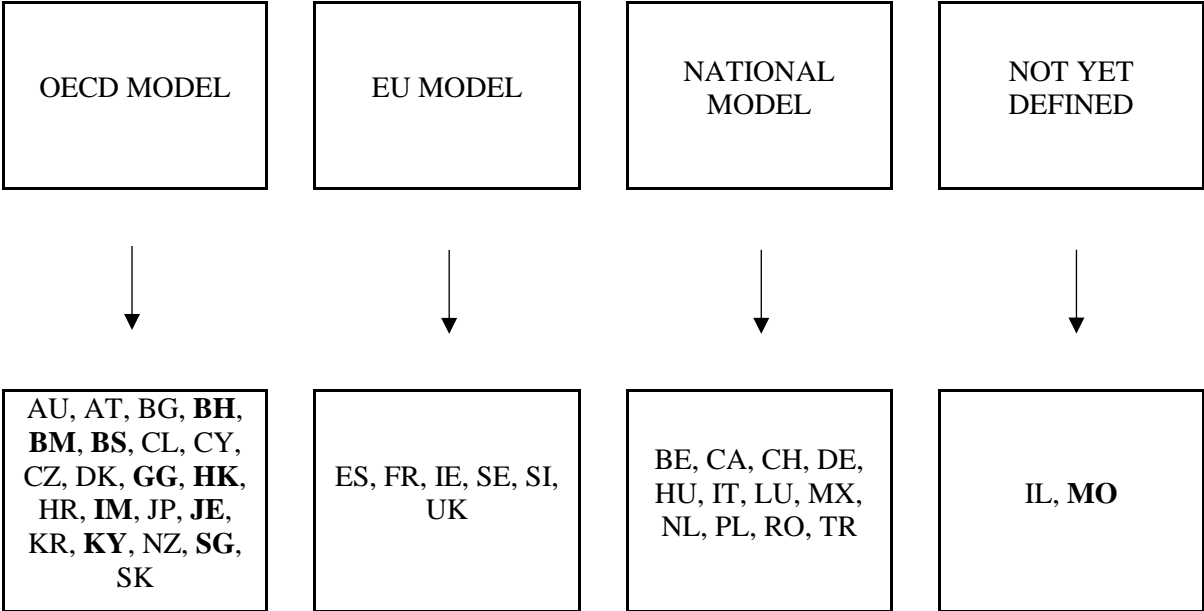 OECD MODEL
EU MODEL
NATIONAL
MODEL
NOT YET
DEFINED
AU, AT, BG, BH,
BM, BS, CL, CY,
CZ, DK, GG, HK,
HR, IM, JP, JE,
KR, KY, NZ, SG,
SK
ES, FR, IE, SE, SI,
UK
BE, CA, CH, DE,
HU, IT, LU, MX,
NL, PL, RO, TR
IL, MO